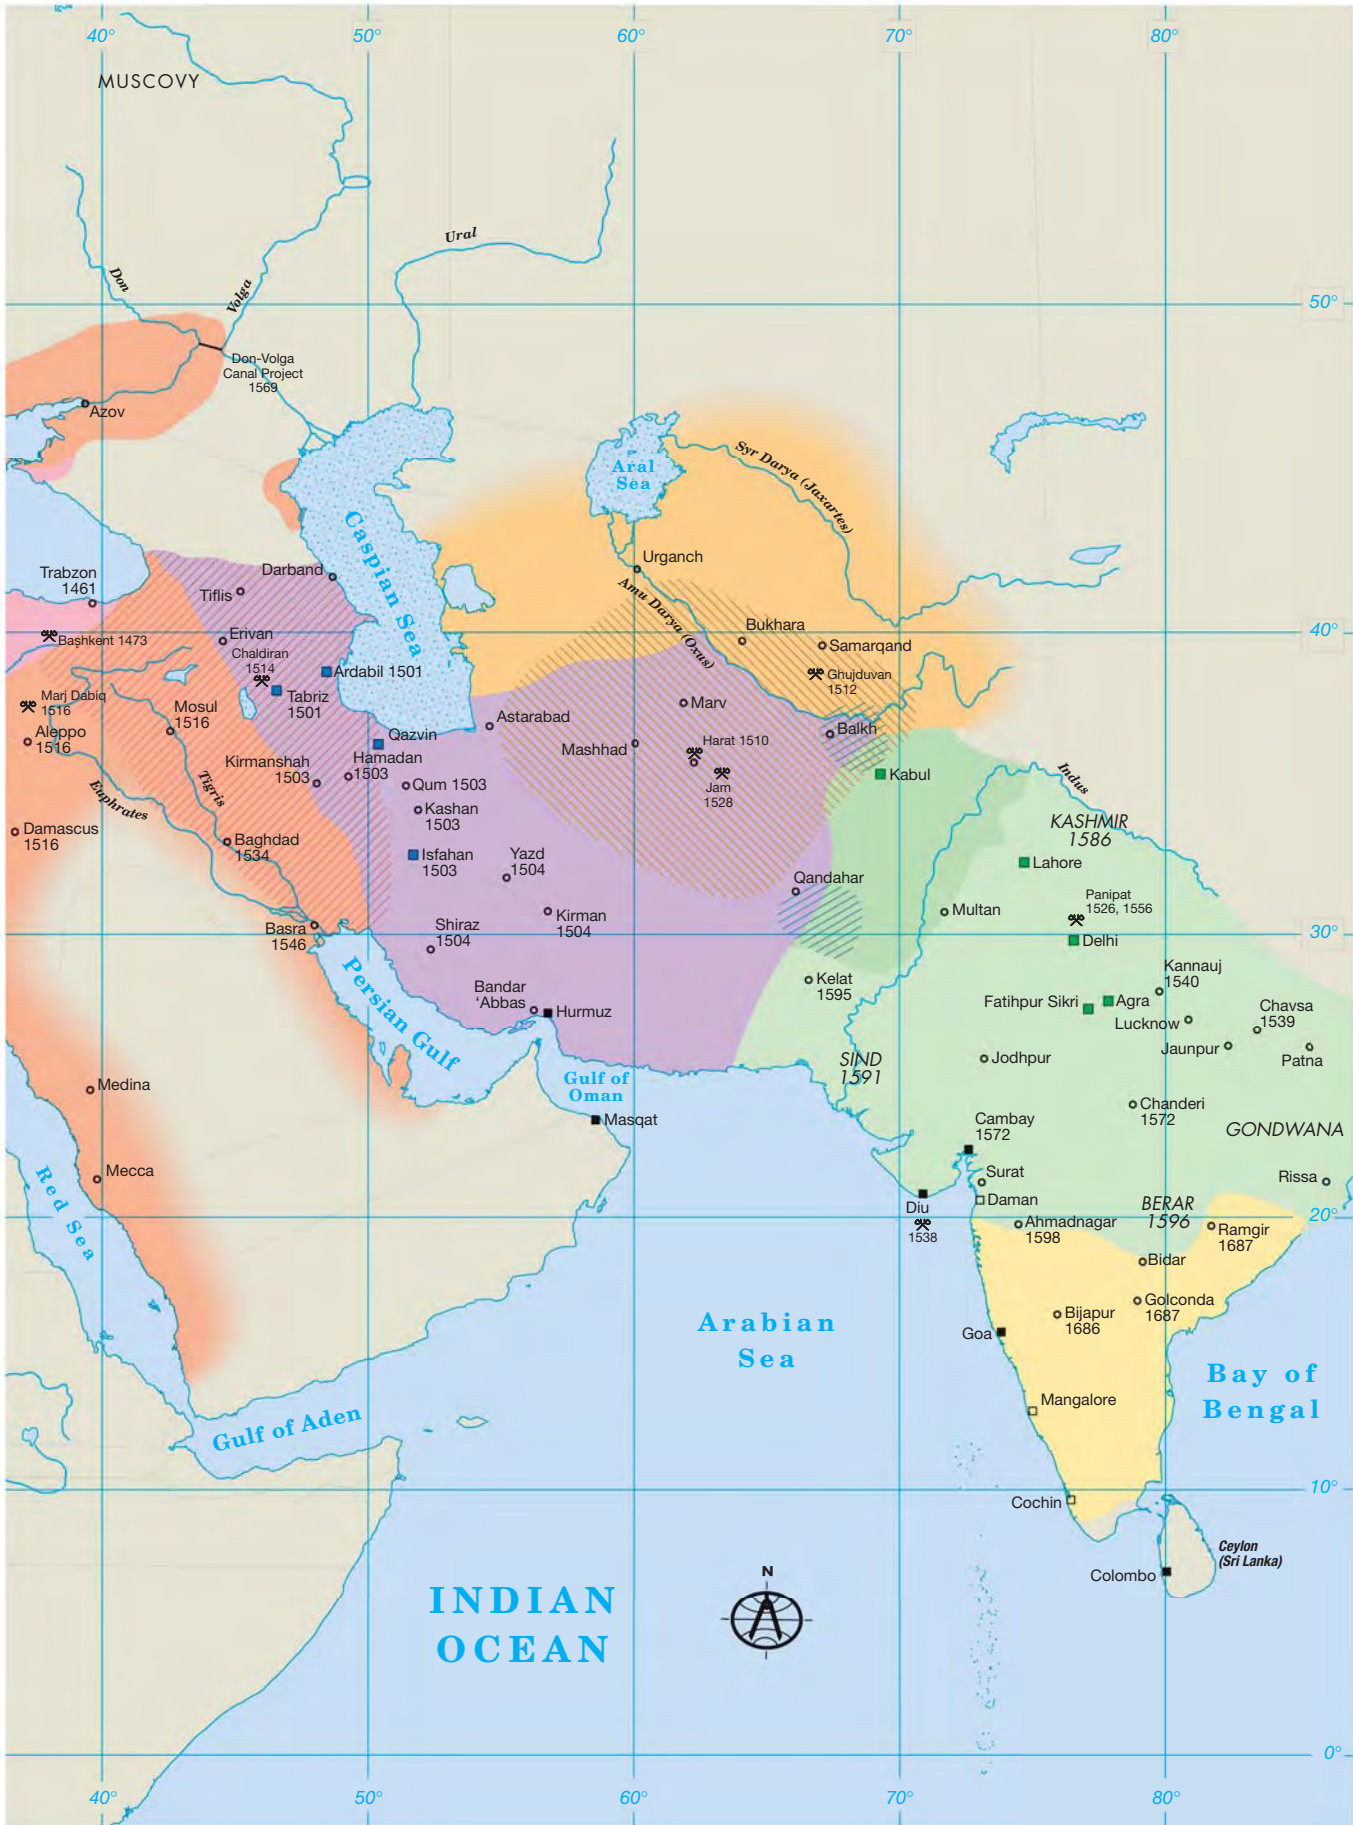 40°
50°
60°
70°
80°
MUSCOVY
Ural
Don
Volga
50°
Don-Volga
Canal Project
1569
Azov
Aral
Sea
Syr Darya (Jaxartes)
Caspian Sea
Urganch
Trabzon
1461
Darband
Tiflis
Amu Darya (Oxus)
Bukhara
40°
Başhkent 1473
Erivan
Samarqand
Chaldiran
1514
Ardabil 1501
Ghujduvan
1512
Marj Dabiq
1516
Tabriz
1501
Mosul
1516
Marv
Astarabad
Aleppo
1516
Qazvin
Balkh
Mashhad
Harat 1510
Kirmanshah
1503
Hamadan
1503
Kabul
Qum 1503
Jam
1528
Indus
Tigris
Euphrates
Kashan
1503
KASHMIR
1586
Damascus
1516
Baghdad
1534
Isfahan
1503
Yazd
1504
Lahore
Qandahar
Panipat
1526, 1556
Multan
Basra
1546
Shiraz
1504
Kirman
1504
30°
Delhi
Persian Gulf
Kelat
1595
Kannauj
1540
Bandar
‘Abbas
Hurmuz
Fatihpur Sikri
Agra
Chavsa
1539
Lucknow
Jaunpur
Patna
SIND
1591
Jodhpur
Medina
Gulf of
Oman
Masqat
Chanderi
1572
Cambay
1572
GONDWANA
Mecca
Surat
Rissa
Red Sea
Daman
Diu
1538
BERAR
1596
20°
Ahmadnagar
1598
Ramgir
1687
Bidar
Golconda
1687
Bijapur
1686
Arabian
Sea
Goa
Bay of
Bengal
Mangalore
Gulf of Aden
10°
Cochin
Ceylon
(Sri Lanka)
Colombo
N
INDIAN
OCEAN
0°
40°
50°
60°
70°
80°